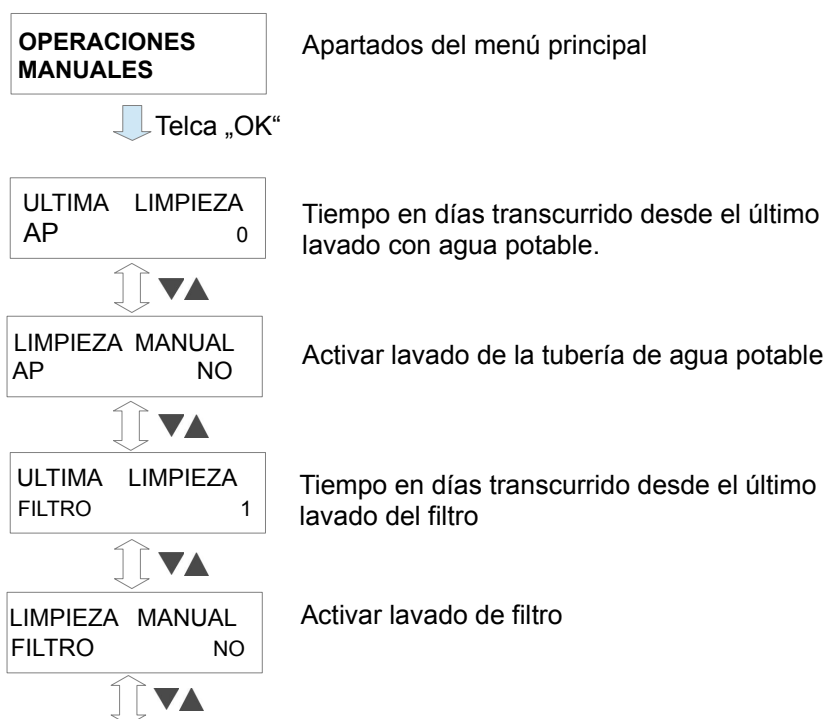 OPERACIONES
MANUALES
Apartados del menú principal
Telca „OK“
ULTIMA LIMPIEZA
AP 0
Tiempo en días transcurrido desde el último
lavado con agua potable.
▼▲
LIMPIEZA MANUAL
AP NO
Activar lavado de la tubería de agua potable
▼▲
ULTIMA LIMPIEZA
FILTRO 1
Tiempo en días transcurrido desde el último
lavado del filtro
▼▲
LIMPIEZA MANUAL
FILTRO NO
Activar lavado de filtro
▼▲